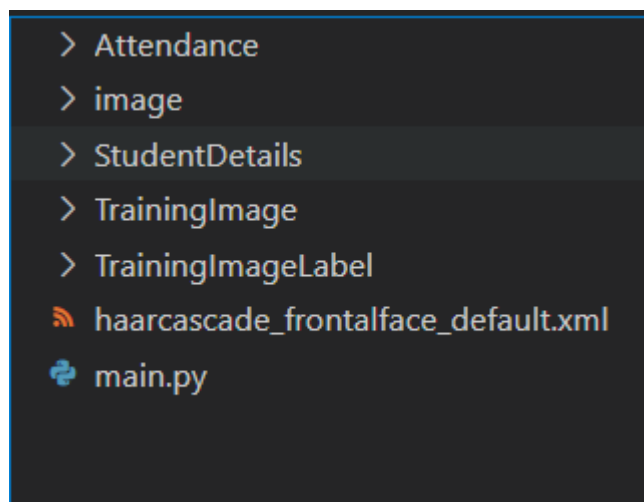 Attendance
image
StudentDetails
TrainingImage
TrainingImageLabel
haarcascade_frontalface_default.xml
main.py